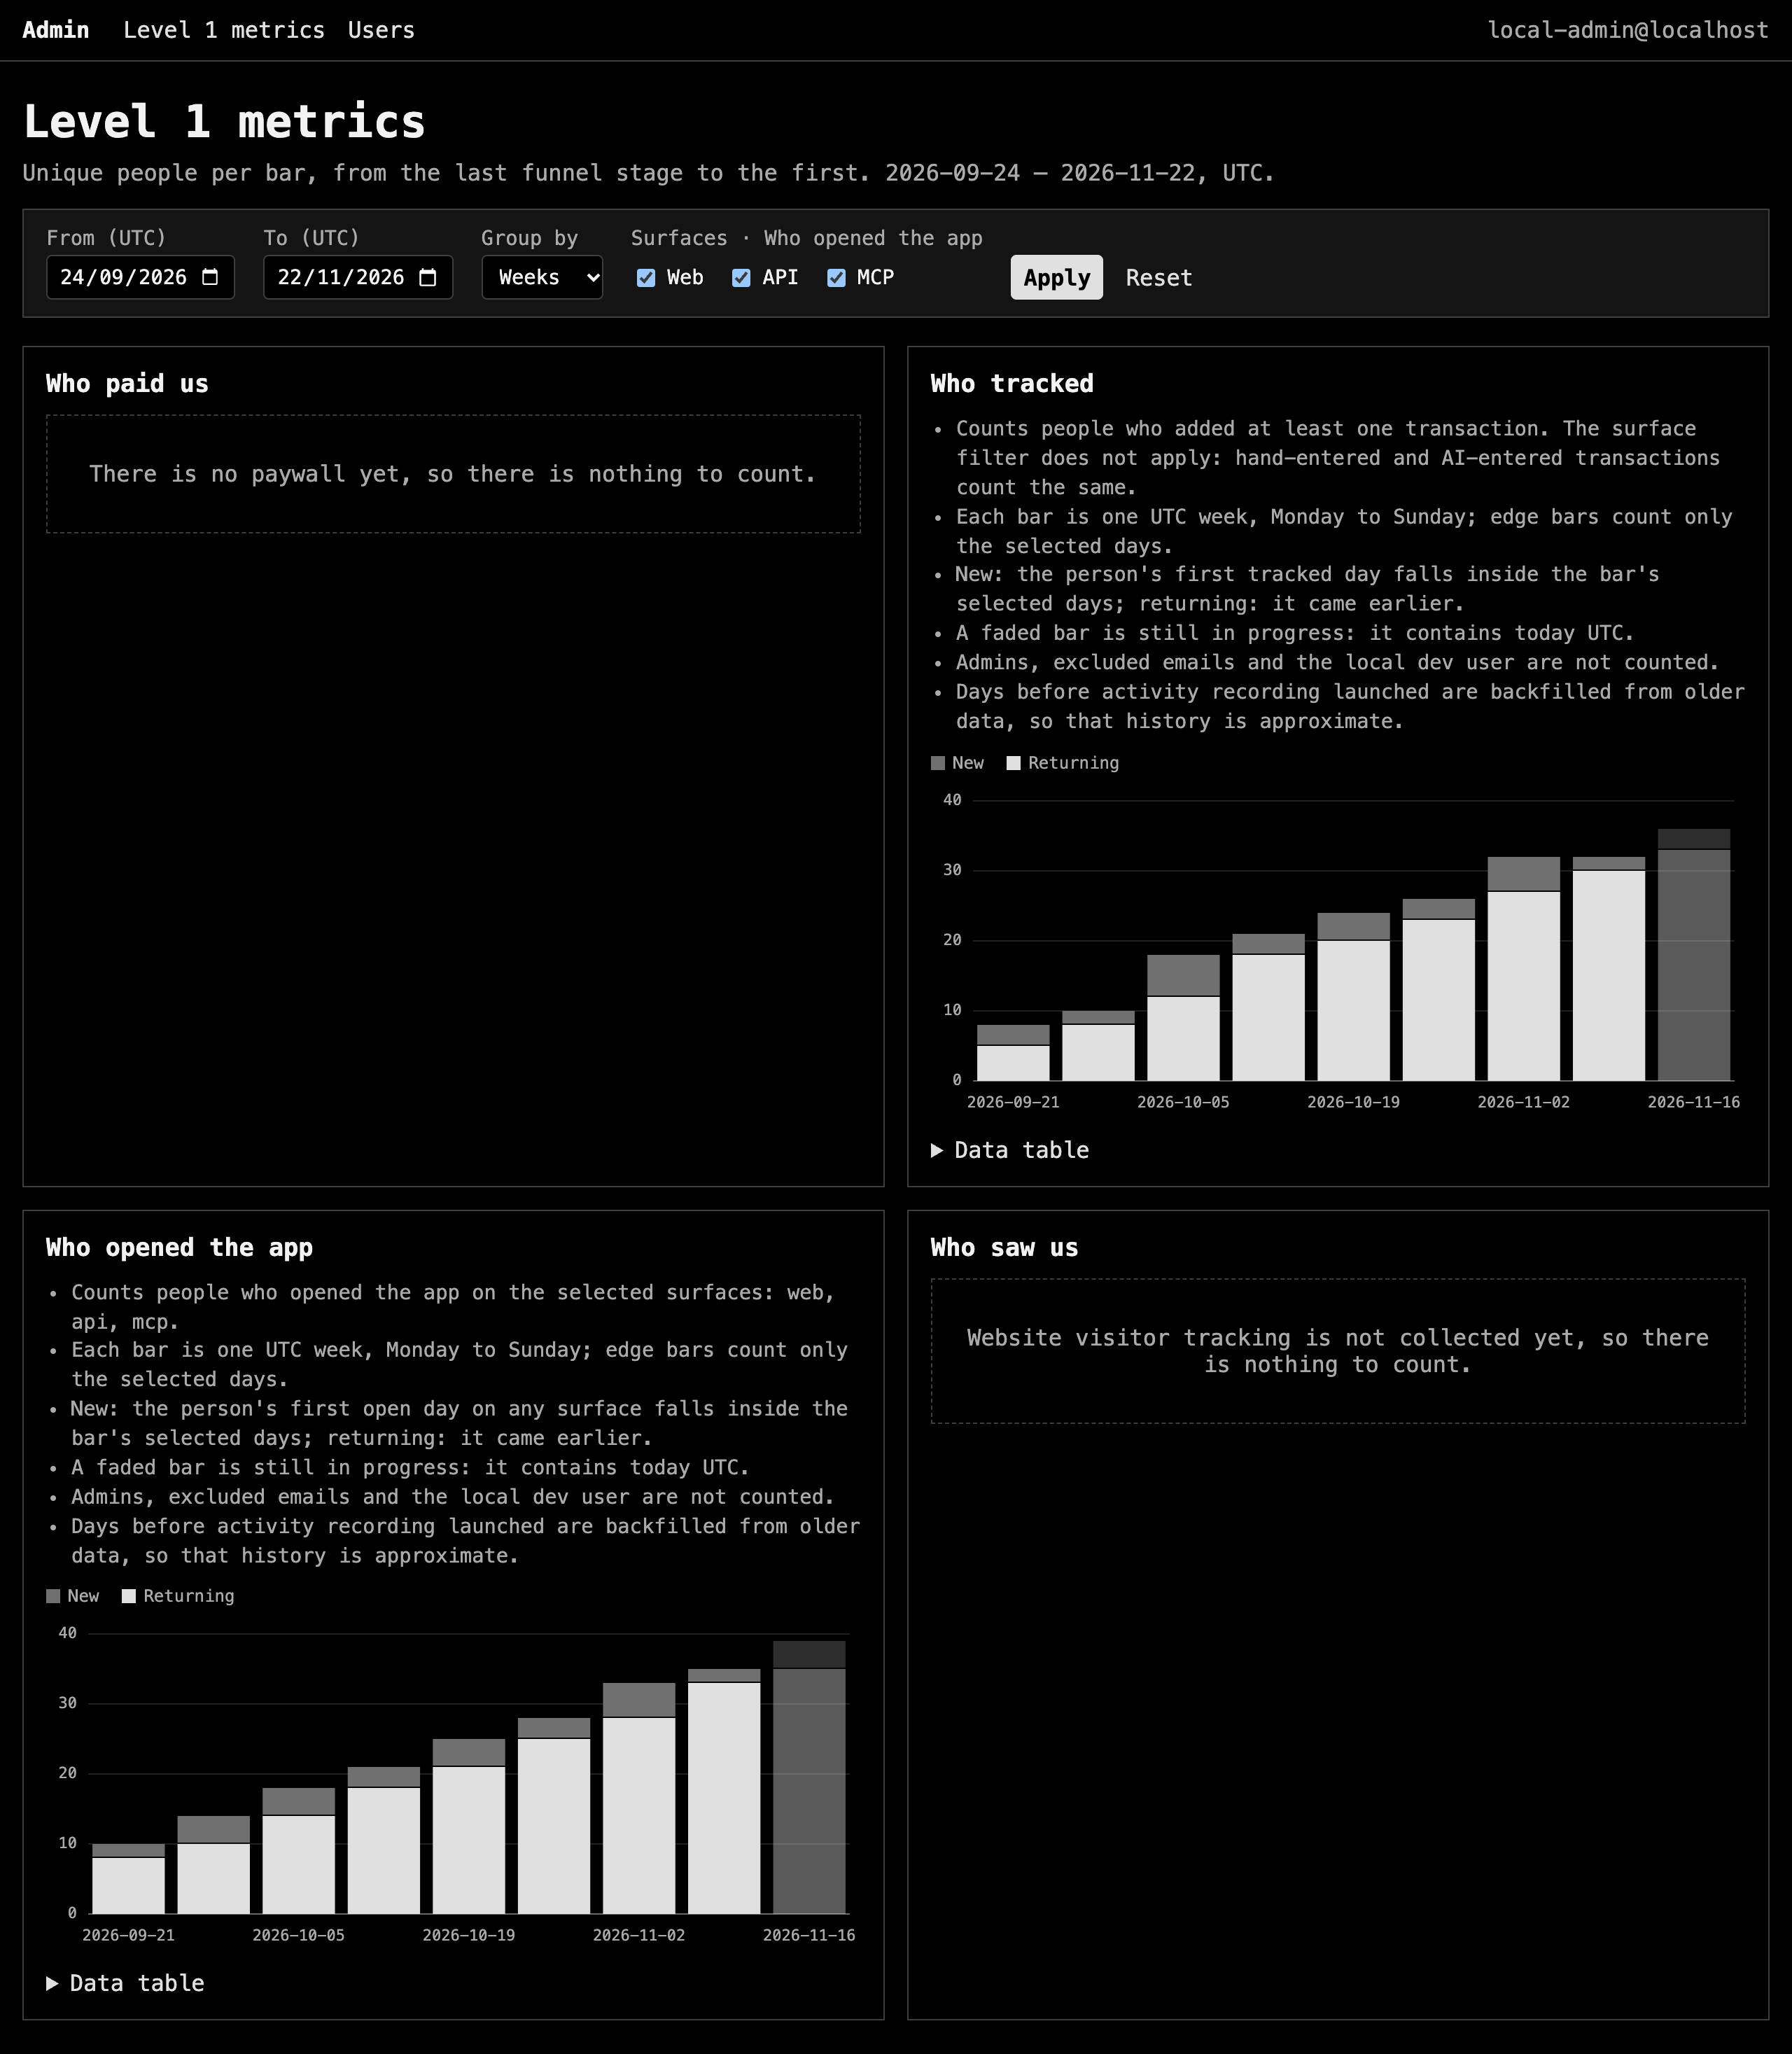 Admin Level 1 metrics Users local-admin@localhost
Level 1 metrics
Unique people per bar, from the last funnel stage to the first. 2026-09-24 — 2026-11-22, UTC.
From (UTC) To (UTC) Group by Surfaces · Who opened the app
24/09/2026 22/11/2026 Weeks Web API MCP Apply Reset
Who paid us
There is no paywall yet, so there is nothing to count.
Who tracked
• Counts people who added at least one transaction. The surface
filter does not apply: hand-entered and AI-entered transactions
count the same.
• Each bar is one UTC week, Monday to Sunday; edge bars count only
the selected days.
• New: the person's first tracked day falls inside the bar's
selected days; returning: it came earlier.
• A faded bar is still in progress: it contains today UTC.
• Admins, excluded emails and the local dev user are not counted.
• Days before activity recording launched are backfilled from older
data, so that history is approximate.
New Returning
40
30
20
10
0
2026-09-21 2026-10-05 2026-10-19 2026-11-02 2026-11-16
Data table
Who opened the app
• Counts people who opened the app on the selected surfaces: web,
api, mcp.
• Each bar is one UTC week, Monday to Sunday; edge bars count only
the selected days.
• New: the person's first open day on any surface falls inside the
bar's selected days; returning: it came earlier.
• A faded bar is still in progress: it contains today UTC.
• Admins, excluded emails and the local dev user are not counted.
• Days before activity recording launched are backfilled from older
data, so that history is approximate.
New Returning
40
30
20
10
0
2026-09-21 2026-10-05 2026-10-19 2026-11-02 2026-11-16
Data table
Who saw us
Website visitor tracking is not collected yet, so there
is nothing to count.